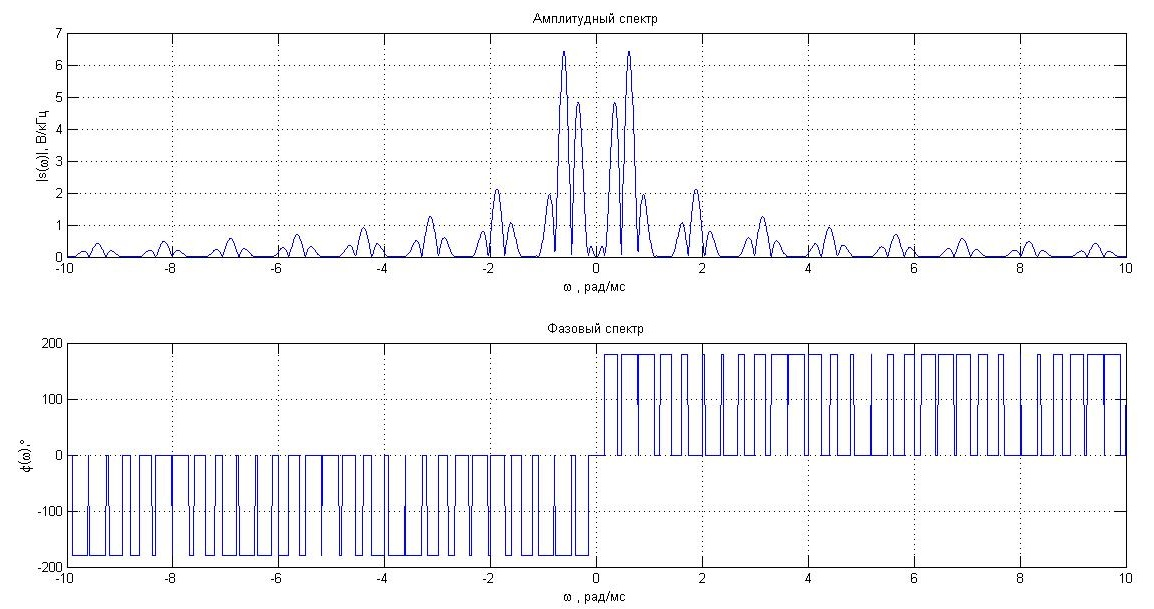 Амплитудный спектр
|s(ω)|, В/кГц
7
6
5
4
3
2
1
0
-10 -8 -6 -4 -2 0 2 4 6 8 10
ω , рад/мс
Фазовый спектр
φ(ω),°
200
100
0
-100
-200
-10 -8 -6 -4 -2 0 2 4 6 8 10
ω , рад/мс